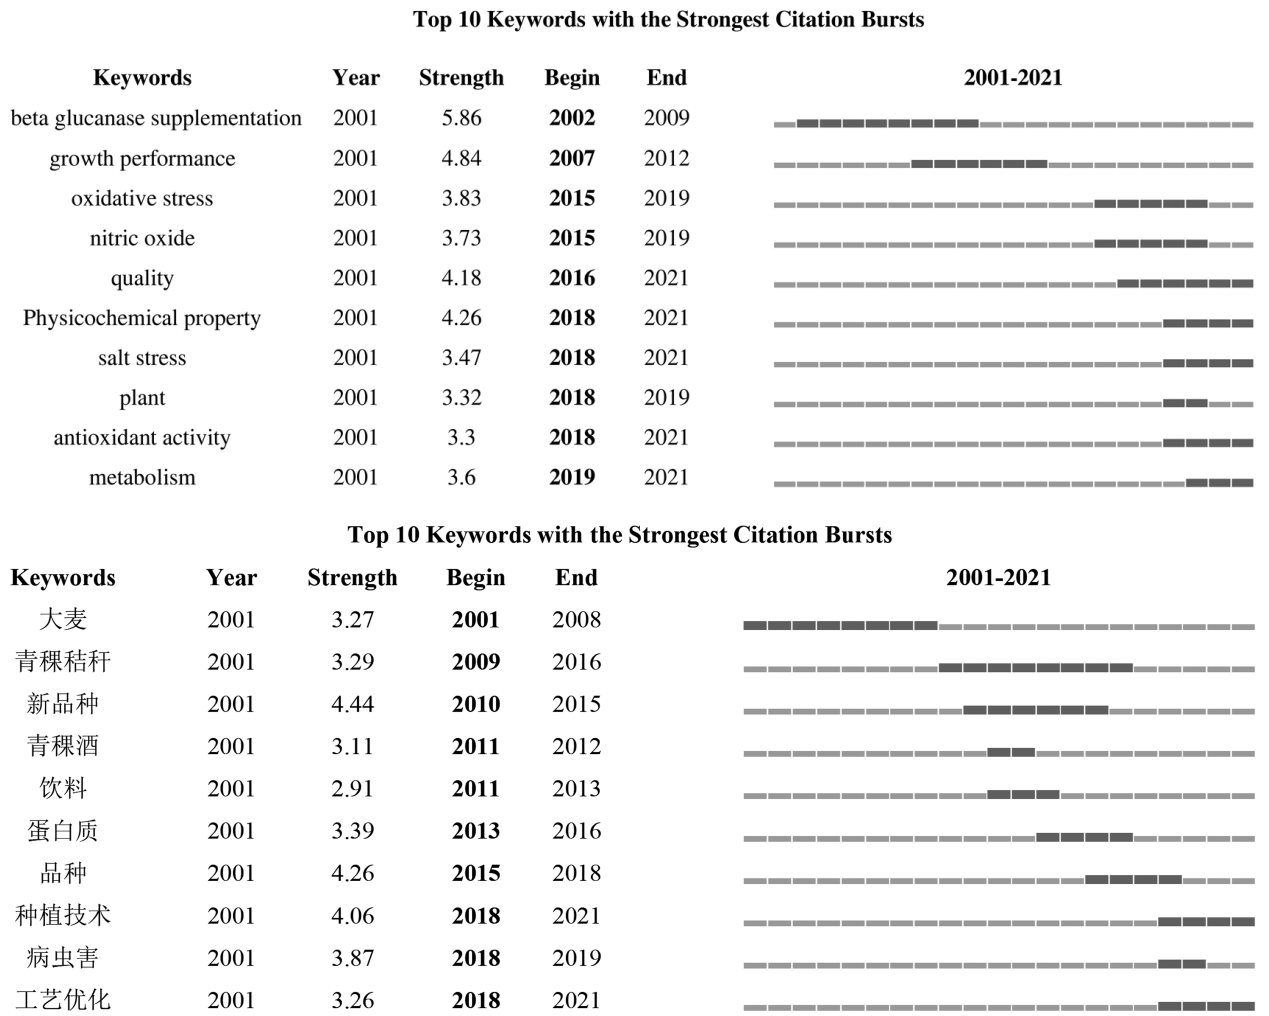 Top 10 Keywords with the Strongest Citation Bursts
Keywords Year Strength Begin End 2001-2021
beta glucanase supplementation 2001 5.86 2002 2009
growth performance 2001 4.84 2007 2012
oxidative stress 2001 3.83 2015 2019
nitric oxide 2001 3.73 2015 2019
quality 2001 4.18 2016 2021
Physicochemical property 2001 4.26 2018 2021
salt stress 2001 3.47 2018 2021
plant 2001 3.32 2018 2019
antioxidant activity 2001 3.3 2018 2021
metabolism 2001 3.6 2019 2021
Top 10 Keywords with the Strongest Citation Bursts
Keywords Year Strength Begin End 2001-2021
大麦 2001 3.27 2001 2008
青稞秸秆 2001 3.29 2009 2016
新品种 2001 4.44 2010 2015
青稞酒 2001 3.11 2011 2012
饮料 2001 2.91 2011 2013
蛋白质 2001 3.39 2013 2016
品种 2001 4.26 2015 2018
种植技术 2001 4.06 2018 2021
病虫害 2001 3.87 2018 2019
工艺优化 2001 3.26 2018 2021